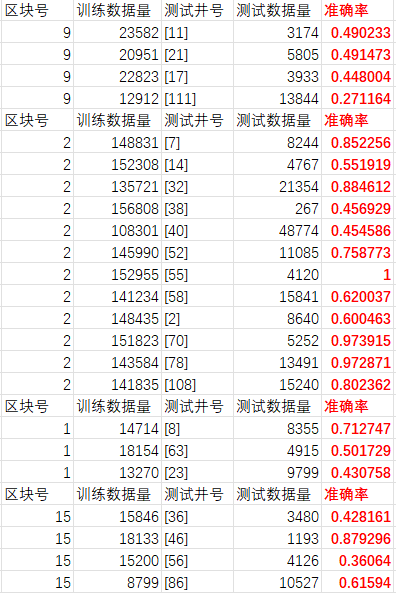 区块号 训练数据量 测试井号 测试数据量 准确率
9 23582 [11] 3174 0.490233
9 20951 [21] 5805 0.491473
9 22823 [17] 3933 0.448004
9 12912 [111] 13844 0.271164
区块号 训练数据量 测试井号 测试数据量 准确率
2 148831 [7] 8244 0.852256
2 152308 [14] 4767 0.551919
2 135721 [32] 21354 0.884612
2 156808 [38] 267 0.456929
2 108301 [40] 48774 0.454586
2 145990 [52] 11085 0.758773
2 152955 [55] 4120 1
2 141234 [58] 15841 0.620037
2 148435 [2] 8640 0.600463
2 151823 [70] 5252 0.973915
2 143584 [78] 13491 0.972871
2 141835 [108] 15240 0.802362
区块号 训练数据量 测试井号 测试数据量 准确率
1 14714 [8] 8355 0.712747
1 18154 [63] 4915 0.501729
1 13270 [23] 9799 0.430758
区块号 训练数据量 测试井号 测试数据量 准确率
15 15846 [36] 3480 0.428161
15 18133 [46] 1193 0.879296
15 15200 [56] 4126 0.36064
15 8799 [86] 10527 0.61594